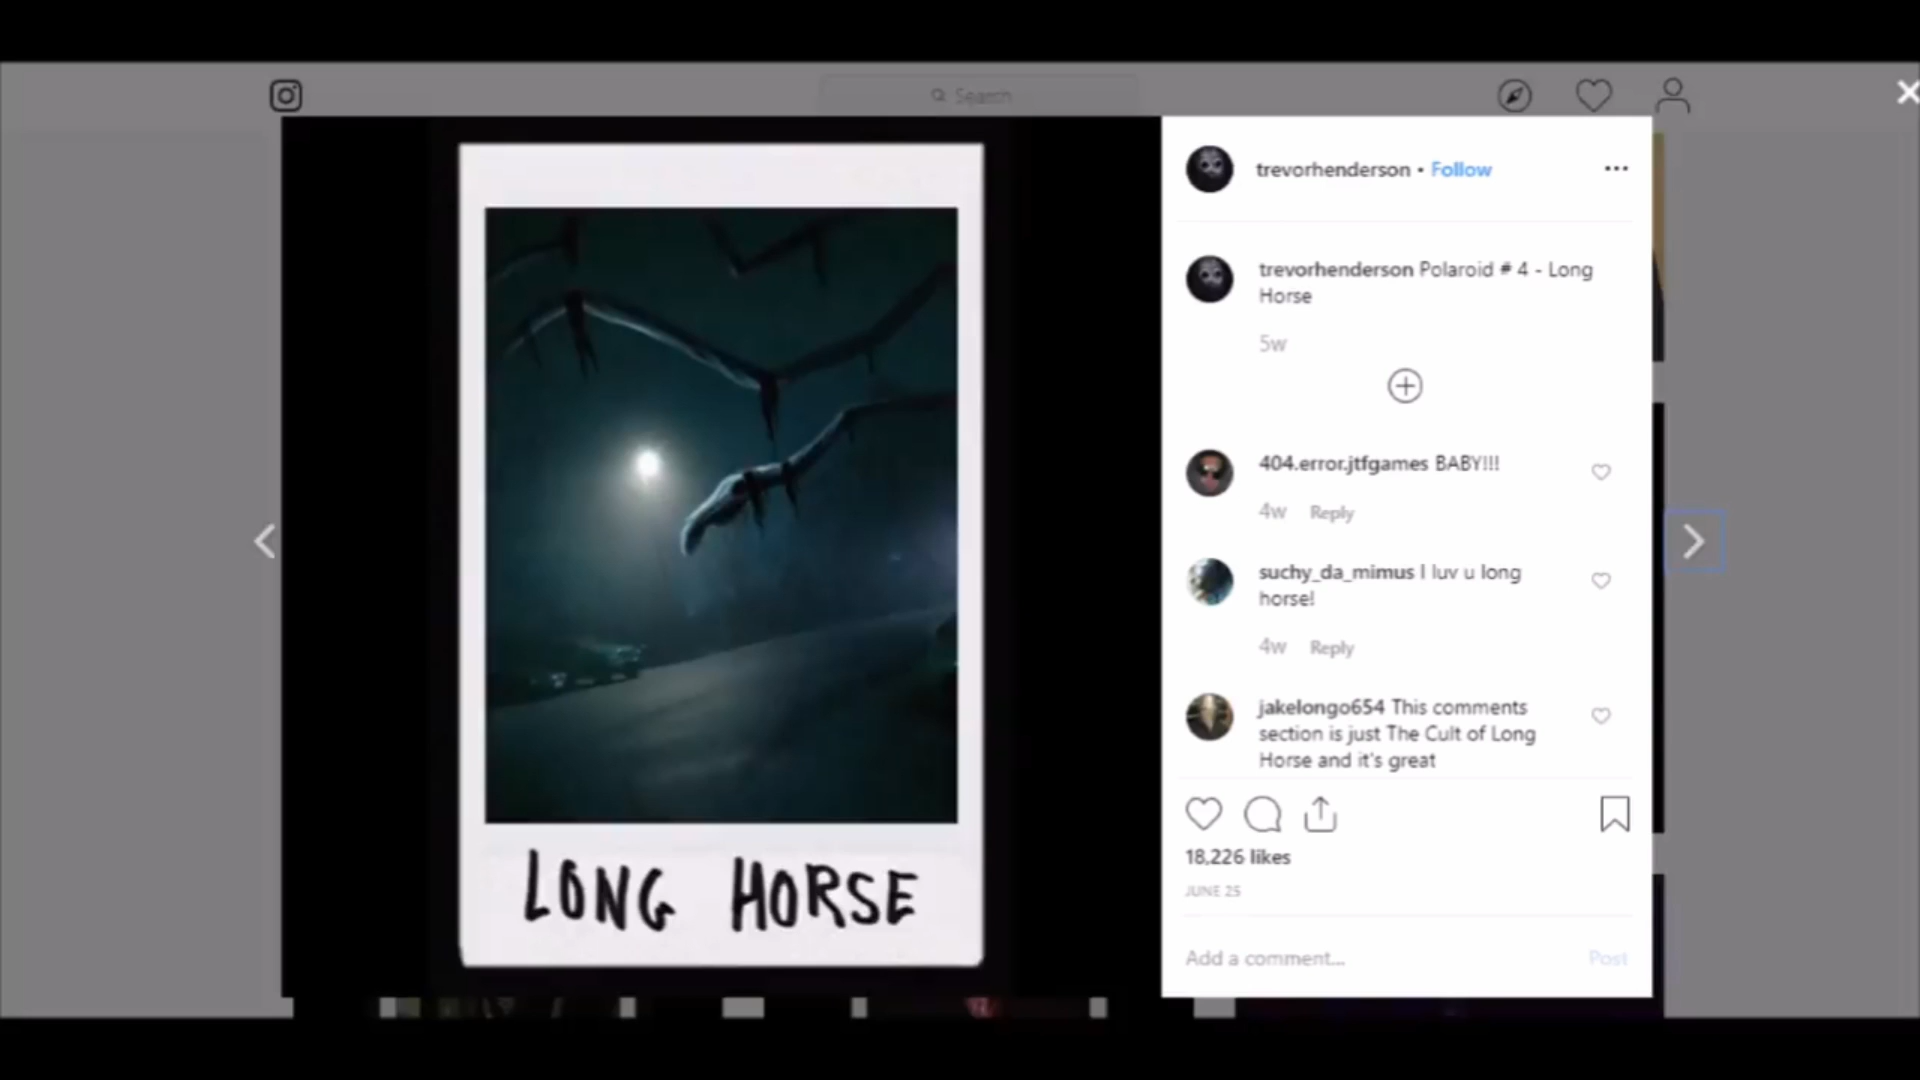 Search
trevorhenderson • Follow
trevorhenderson Polaroid # 4 - Long
Horse
5w
404.error.jtfgames BABY!!!
4w Reply
suchy_da_mimus I luv u long
horse!
4w Reply
jakelongo654 This comments
section is just The Cult of Long
Horse and it's great
18,226 likes
JUNE 25
Add a comment... Post
LONG HORSE